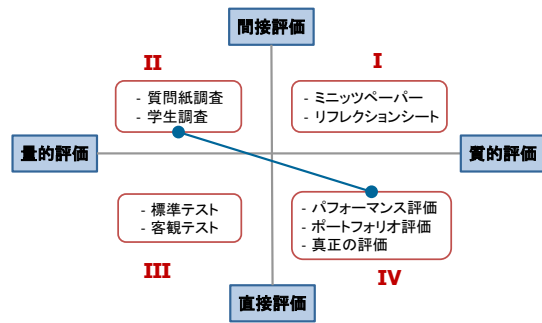 間接評価
II
I
- 質問紙調査
- 学生調査
- ミニッツペーパー
- リフレクションシート
量的評価
質的評価
- 標準テスト
- 客観テスト
- パフォーマンス評価
- ポートフォリオ評価
- 真正の評価
III
IV
直接評価